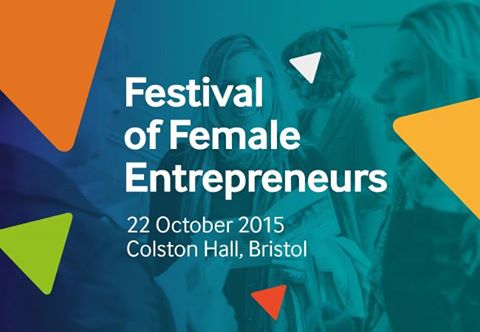 Festival
of Female
Entrepreneurs
22 October 2015
Colston Hall, Bristol